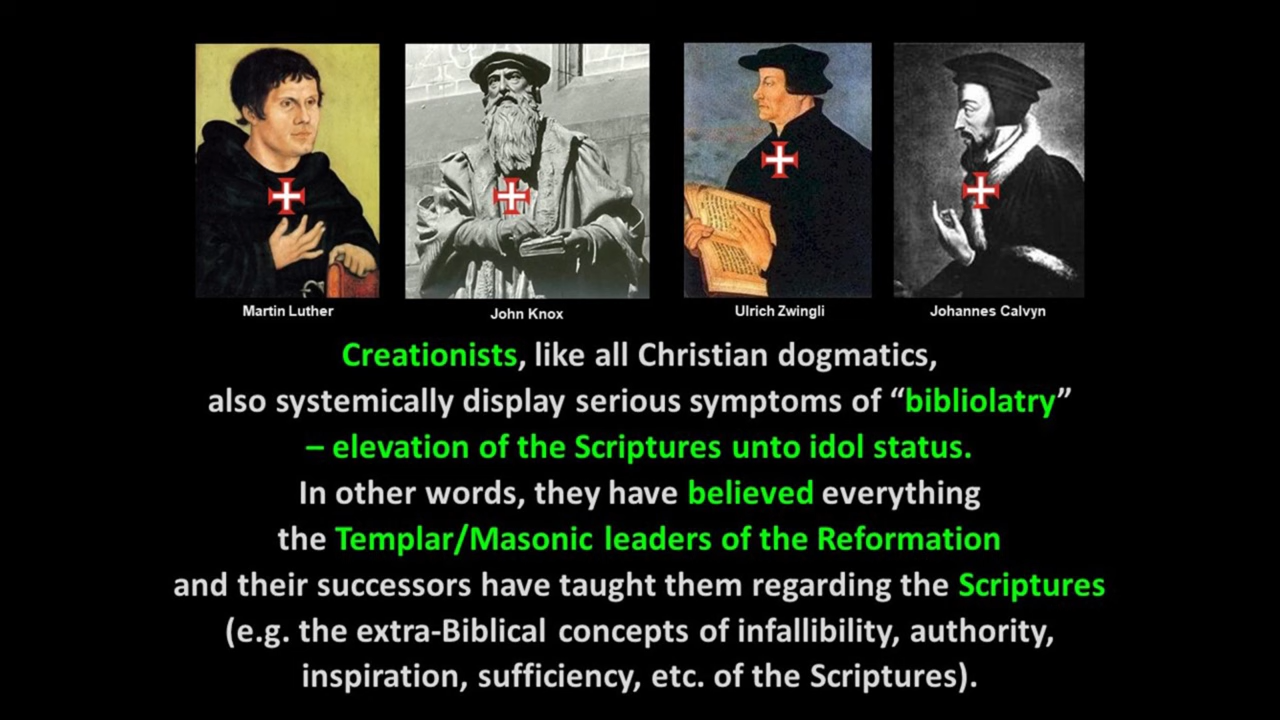 Martin Luther
John Knox
Ulrich Zwingli
Johannes Calvyn
Creationists, like all Christian dogmatics,
also systemically display serious symptoms of “bibliolatry”
– elevation of the Scriptures unto idol status.
In other words, they have believed everything
the Templar/Masonic leaders of the Reformation
and their successors have taught them regarding the Scriptures
(e.g. the extra-Biblical concepts of infallibility, authority,
inspiration, sufficiency, etc. of the Scriptures).